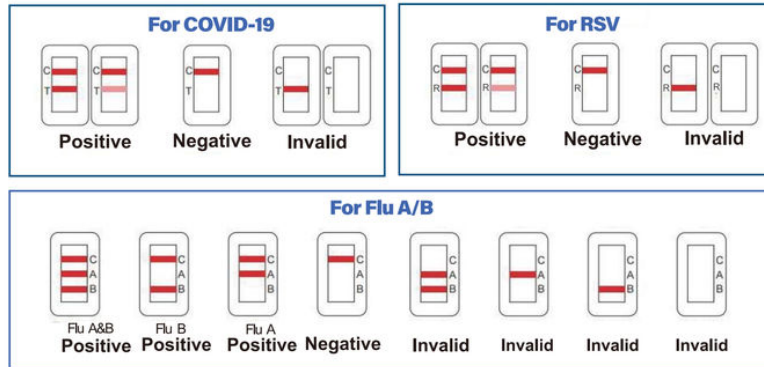 For COVID-19
C C C C
T T T T
Positive Negative Invalid
For RSV
C C C C
R R R R
Positive Negative Invalid
For Flu A/B
C C C C C C C C
A A A A A A A A
B B B B B B B B
Flu A&B Flu B Flu A
Positive Positive Positive Negative Invalid Invalid Invalid Invalid